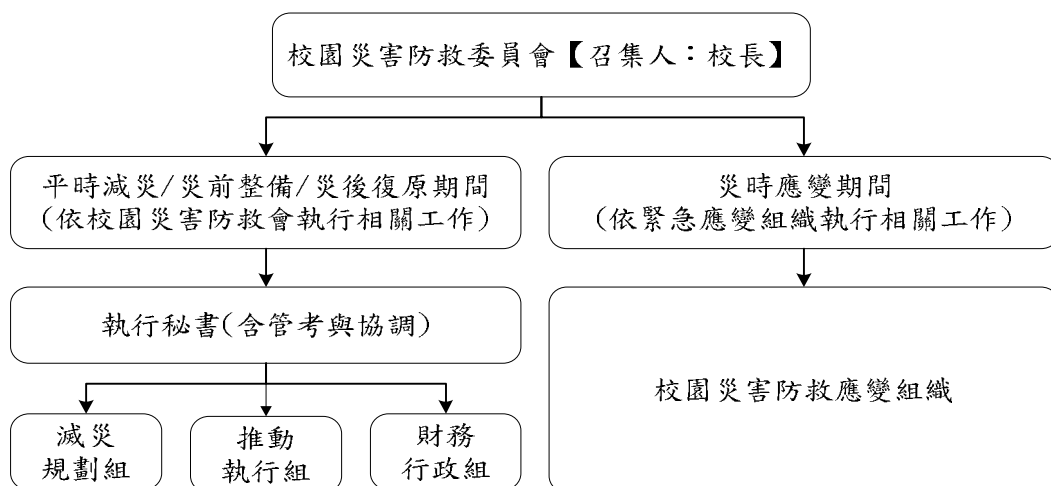 校園災害防救委員會【召集人：校長】
平時減災/災前整備/災後復原期間
(依校園災害防救會執行相關工作)
災時應變期間
(依緊急應變組織執行相關工作)
執行秘書(含管考與協調)
校園災害防救應變組織
減災
規劃組
推動
執行組
財務
行政組